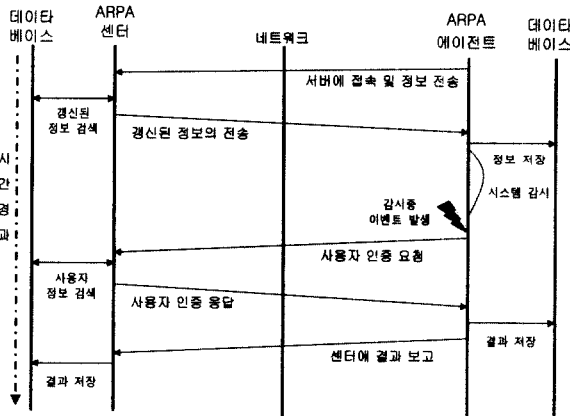 데이타
베이스
ARPA
센터
네트워크
ARPA
에이전트
데이타
베이스
서버에 접속 및 정보 전송
갱신된
정보 검색
갱신된 정보의 전송
정보 저장
시스템 감시
시
간
경
과
감시중
이벤트 발생
사용자 인증 요청
사용자
정보 검색
사용자 인증 응답
센터에 결과 보고
결과 저장
결과 저장